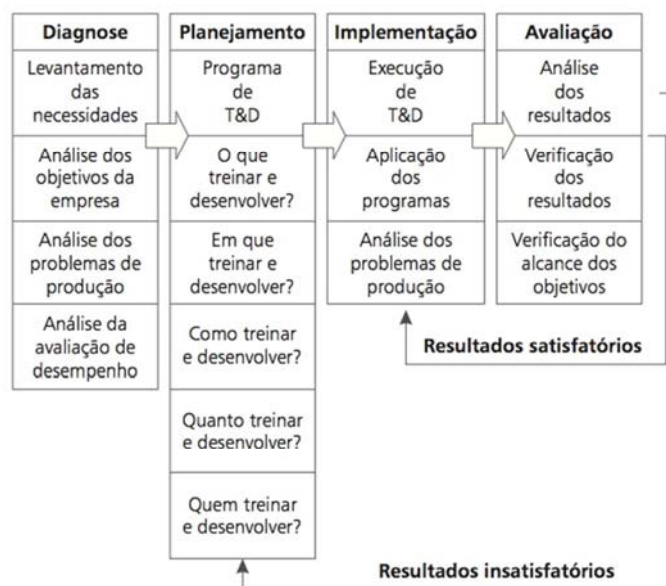 Diagnose
Levantamento
das
necessidades
Análise dos
objetivos da
empresa
Análise dos
problemas de
produção
Análise da
avaliação de
desempenho
Planejamento
Programa
de
T&D
O que
treinar e
desenvolver?
Em que
treinar e
desenvolver?
Como treinar
e desenvolver?
Quanto treinar
e desenvolver?
Quem treinar
e desenvolver?
Implementação
Execução
de
T&D
Aplicação
dos
programas
Análise dos
problemas de
produção
Avaliação
Análise
dos
resultados
Verificação
dos
resultados
Verificação do
alcance dos
objetivos
Resultados satisfatórios
Resultados insatisfatórios